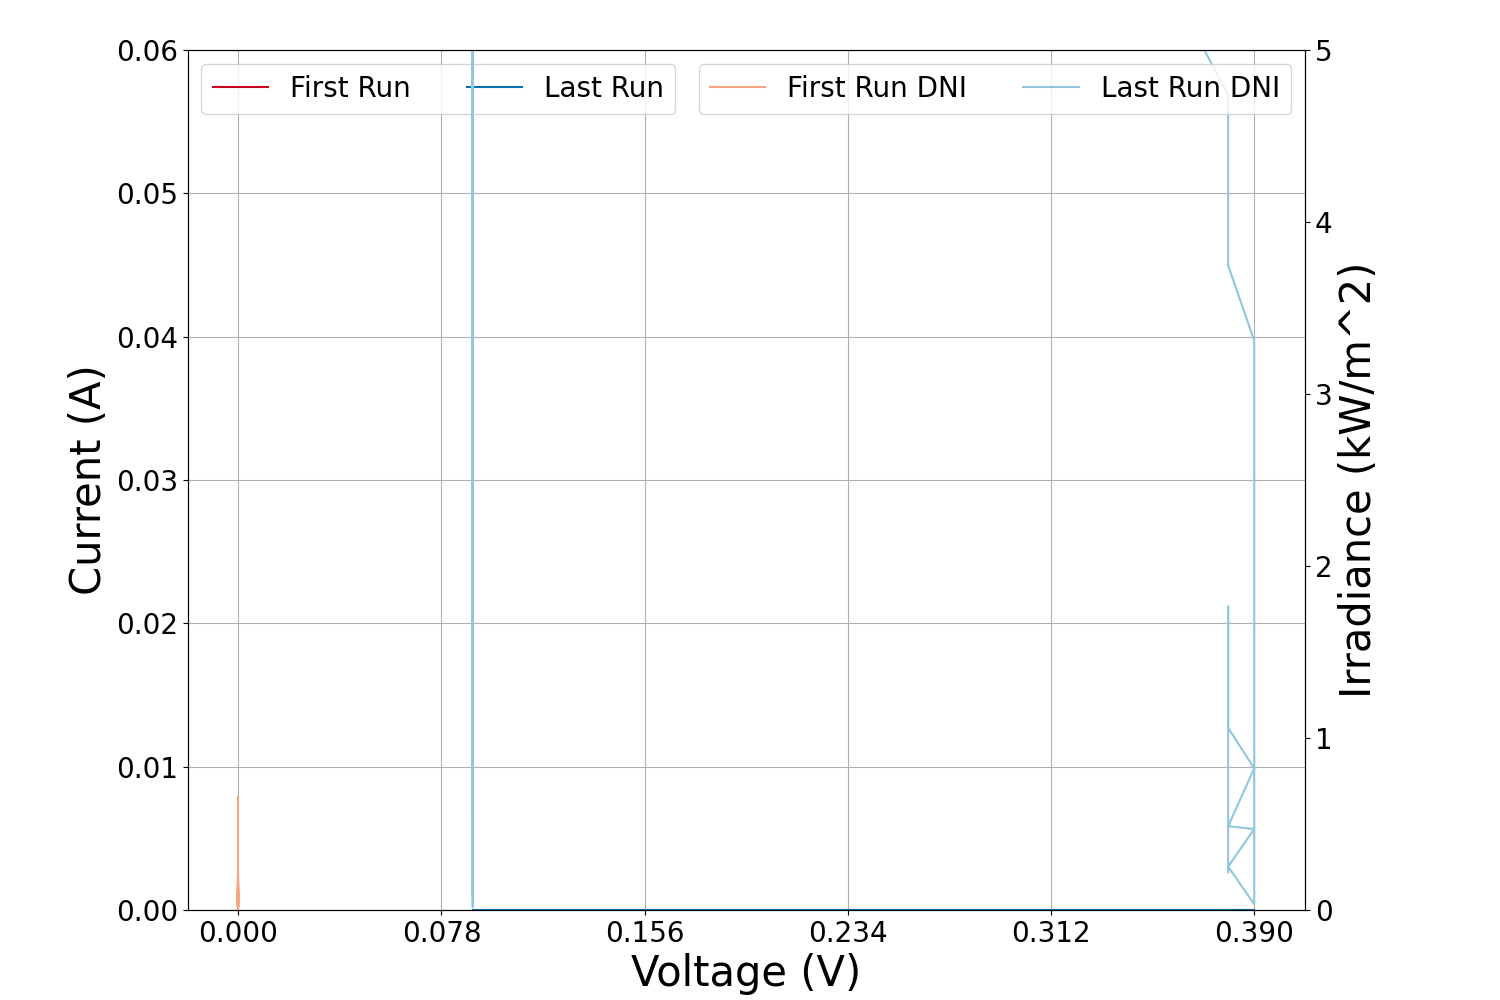 First Run
Last Run
First Run DNI
Last Run DNI
0.06
0.05
0.04
0.03
0.02
0.01
0.00
Current (A)
5
4
3
2
1
0
Irradiance (kW/m^2)
0.000 0.078 0.156 0.234 0.312 0.390
Voltage (V)